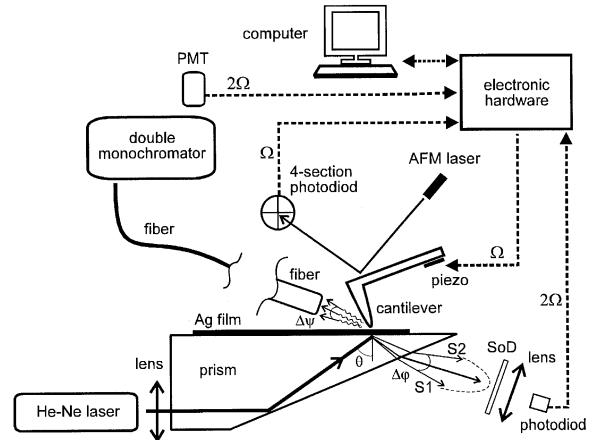 computer
PMT
2Ω
electronic
hardware
double
monochromator
Ω
4-section
photodiod
AFM laser
fiber
fiber
Ω
piezo
cantilever
2Ω
Δψ
Ag film
lens
prism
θ
Δφ
S2
S1
SoD
lens
He-Ne laser
photodiod